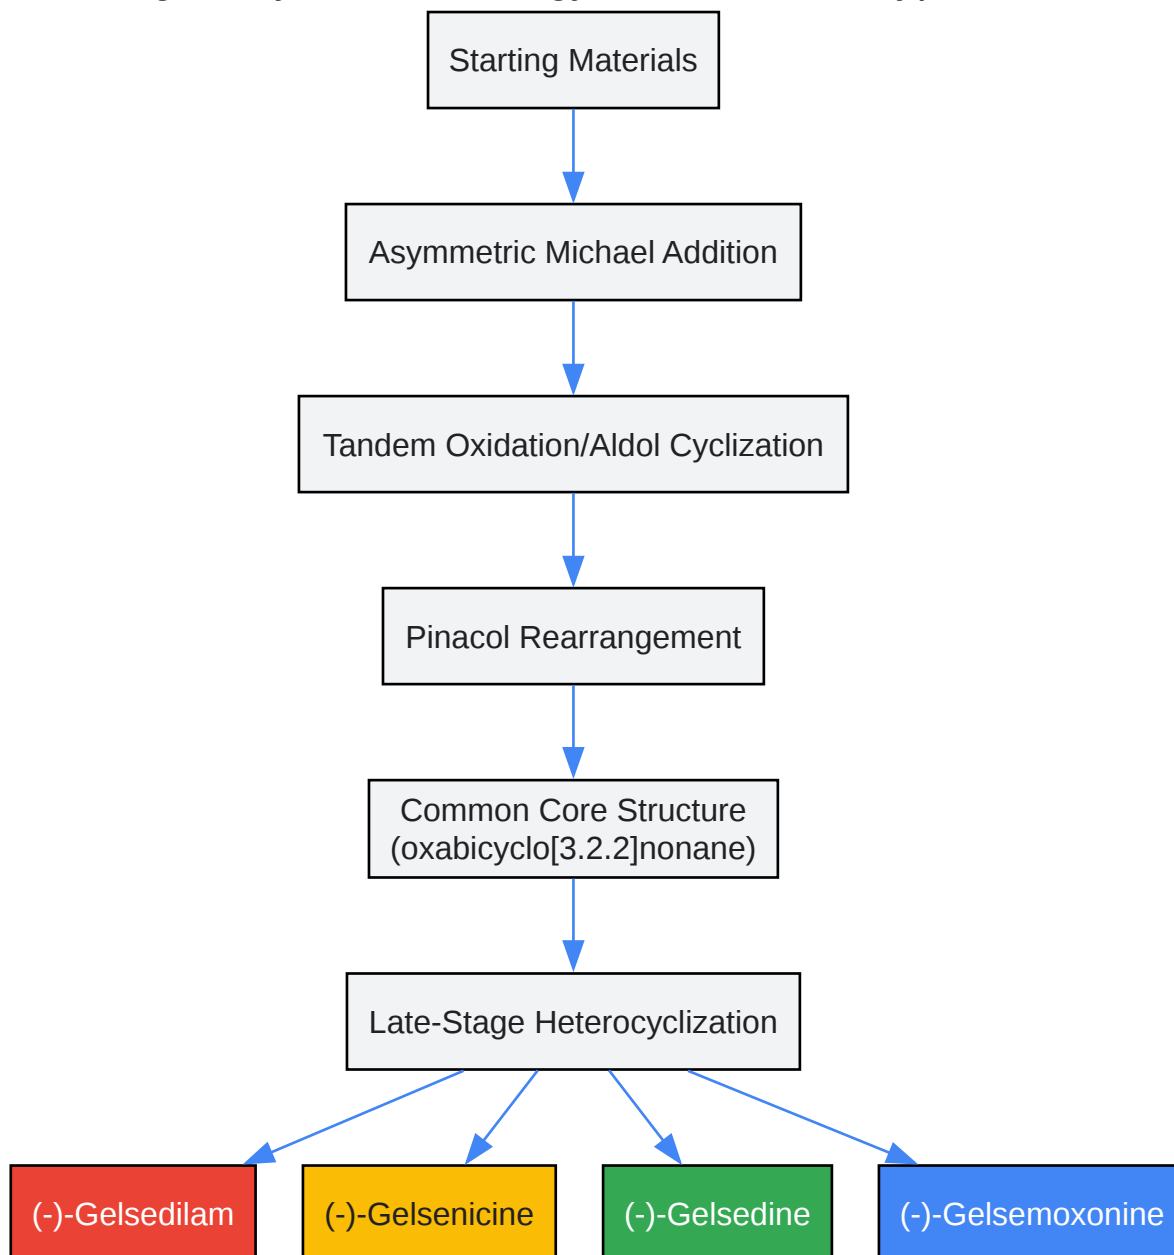 Starting Materials
Asymmetric Michael Addition
Tandem Oxidation/Aldol Cyclization
Pinacol Rearrangement
Common Core Structure
(oxabicyclo[3.2.2]nonane)
Late-Stage Heterocyclization
(-)-Gelsedilam
(-)-Gelsenicine
(-)-Gelsedine
(-)-Gelsemoxonine